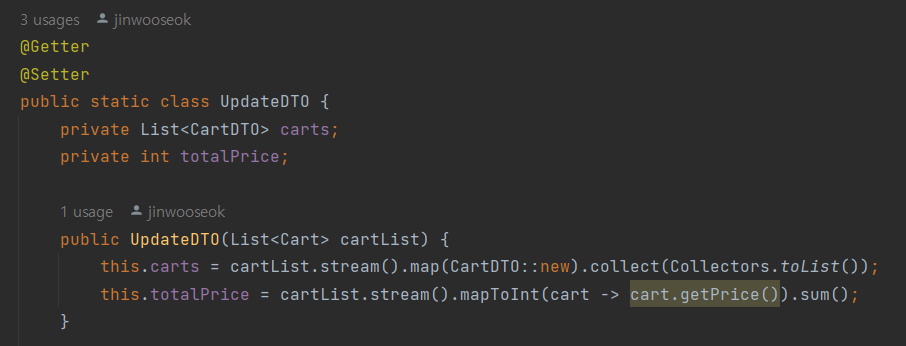 3 usages jinwooseok
@Getter
@Setter
public static class UpdateDTO {
private List<CartDTO> carts;
private int totalPrice;
1 usage jinwooseok
public UpdateDTO(List<Cart> cartList) {
this.carts = cartList.stream().map(CartDTO::new).collect(Collectors.toList());
this.totalPrice = cartList.stream().mapToInt(cart -> cart.getPrice()).sum();
}